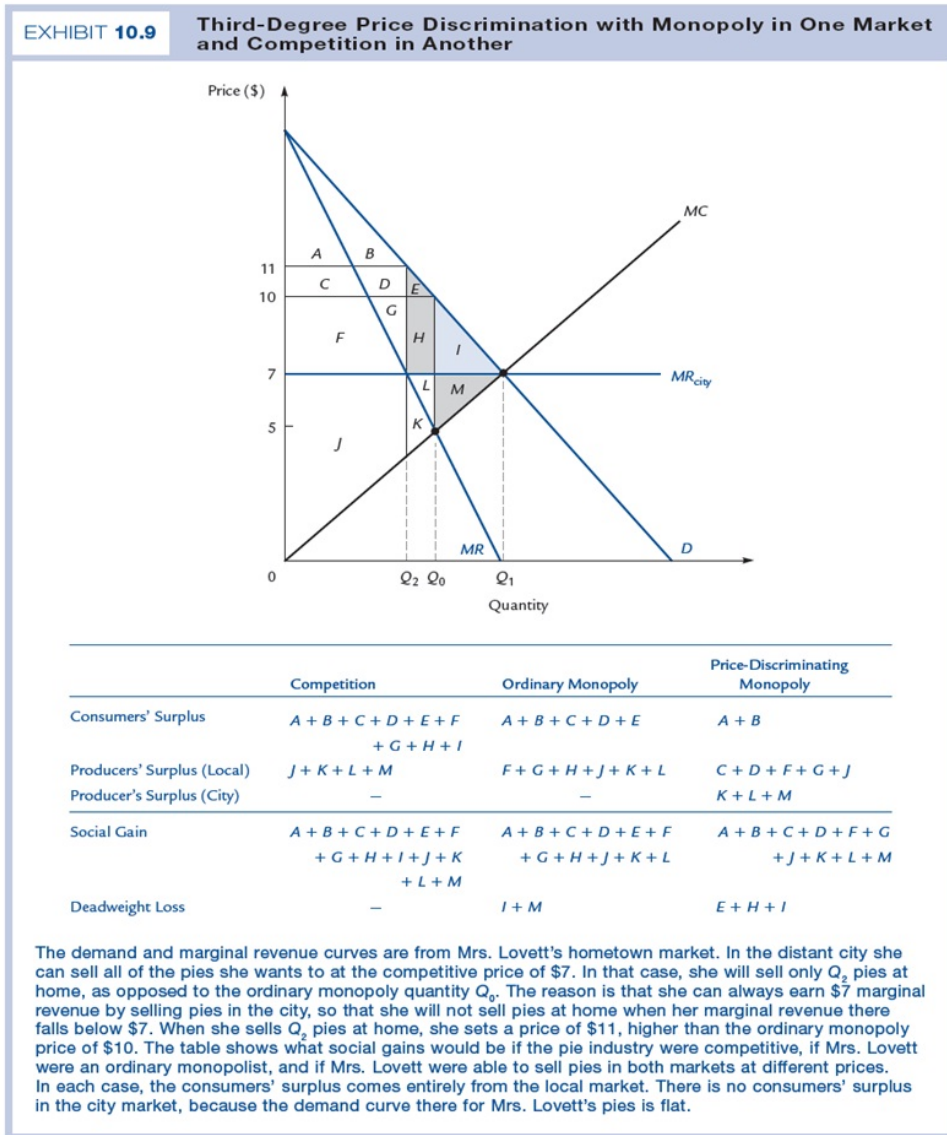 EXHIBIT 10.9
Third-Degree Price Discrimination with Monopoly in One Market
and Competition in Another
Price ($)
MC
A
B
11
C
D
E
10
G
F
H
I
7
MRcity
L
M
K
5
J
MR
D
0
Q₂ Q₀
Q₁
Quantity
Competition
Ordinary Monopoly
Price-Discriminating
Monopoly
Consumers' Surplus A + B + C + D + E + F A + B + C + D + E A + B
+ G + H + I
Producers' Surplus (Local) J + K + L + M F + G + H + J + K + L C + D + F + G + J
Producer's Surplus (City) – – K + L + M
Social Gain A + B + C + D + E + F A + B + C + D + E + F A + B + C + D + F + G
+ G + H + I + J + K + G + H + J + K + L + J + K + L + M
+ L + M
Deadweight Loss – I + M E + H + I
The demand and marginal revenue curves are from Mrs. Lovett's hometown market. In the distant city she
can sell all of the pies she wants to at the competitive price of $7. In that case, she will sell only Q₂ pies at
home, as opposed to the ordinary monopoly quantity Q₀. The reason is that she can always earn $7 marginal
revenue by selling pies in the city, so that she will not sell pies at home when her marginal revenue there
falls below $7. When she sells Q₂ pies at home, she sets a price of $11, higher than the ordinary monopoly
price of $10. The table shows what social gains would be if the pie industry were competitive, if Mrs. Lovett
were an ordinary monopolist, and if Mrs. Lovett were able to sell pies in both markets at different prices.
In each case, the consumers' surplus comes entirely from the local market. There is no consumers' surplus
in the city market, because the demand curve there for Mrs. Lovett's pies is flat.